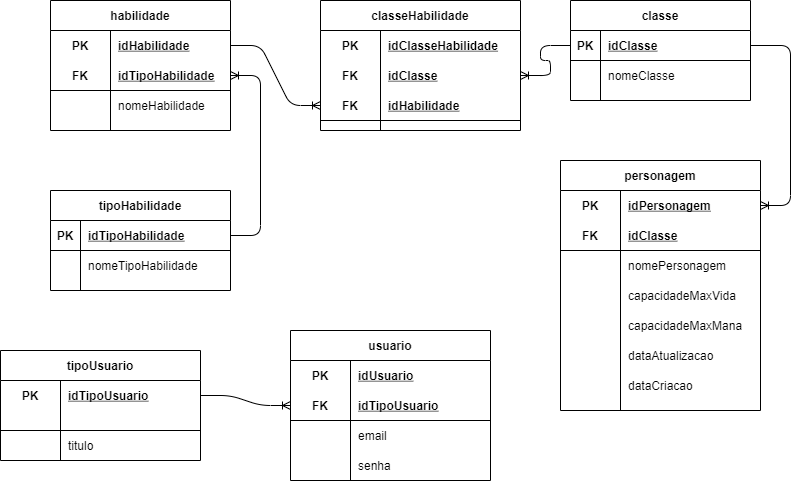 habilidade
PK idHabilidade
FK idTipoHabilidade
nomeHabilidade
classeHabilidade
PK idClasseHabilidade
FK idClasse
FK idHabilidade
classe
PK idClasse
nomeClasse
tipoHabilidade
PK idTipoHabilidade
nomeTipoHabilidade
personagem
PK idPersonagem
FK idClasse
nomePersonagem
capacidadeMaxVida
capacidadeMaxMana
dataAtualizacao
dataCriacao
tipoUsuario
PK idTipoUsuario
titulo
usuario
PK idUsuario
FK idTipoUsuario
email
senha